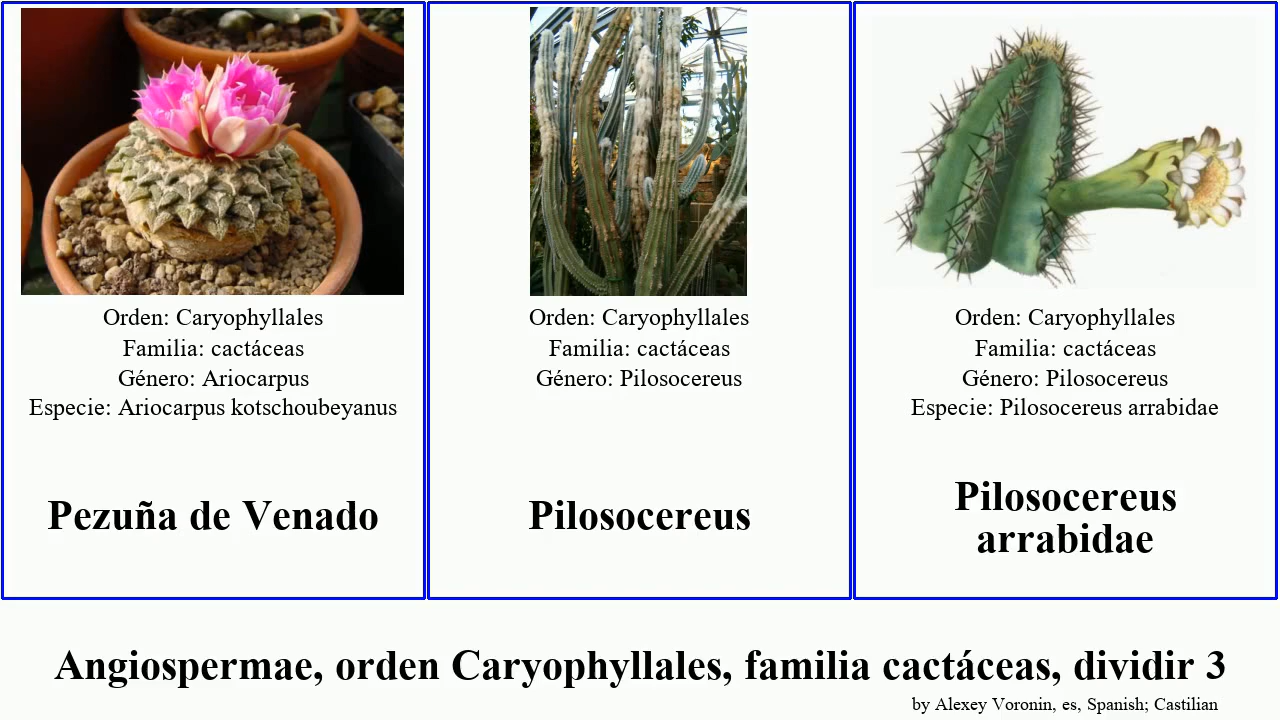 Orden: Caryophyllales
Familia: cactáceas
Género: Ariocarpus
Especie: Ariocarpus kotschoubeyanus
Pezuña de Venado
Orden: Caryophyllales
Familia: cactáceas
Género: Pilosocereus
Pilosocereus
Orden: Caryophyllales
Familia: cactáceas
Género: Pilosocereus
Especie: Pilosocereus arrabidae
Pilosocereus
arrabidae
Angiospermae, orden Caryophyllales, familia cactáceas, dividir 3
by Alexey Voronin, es, Spanish; Castilian